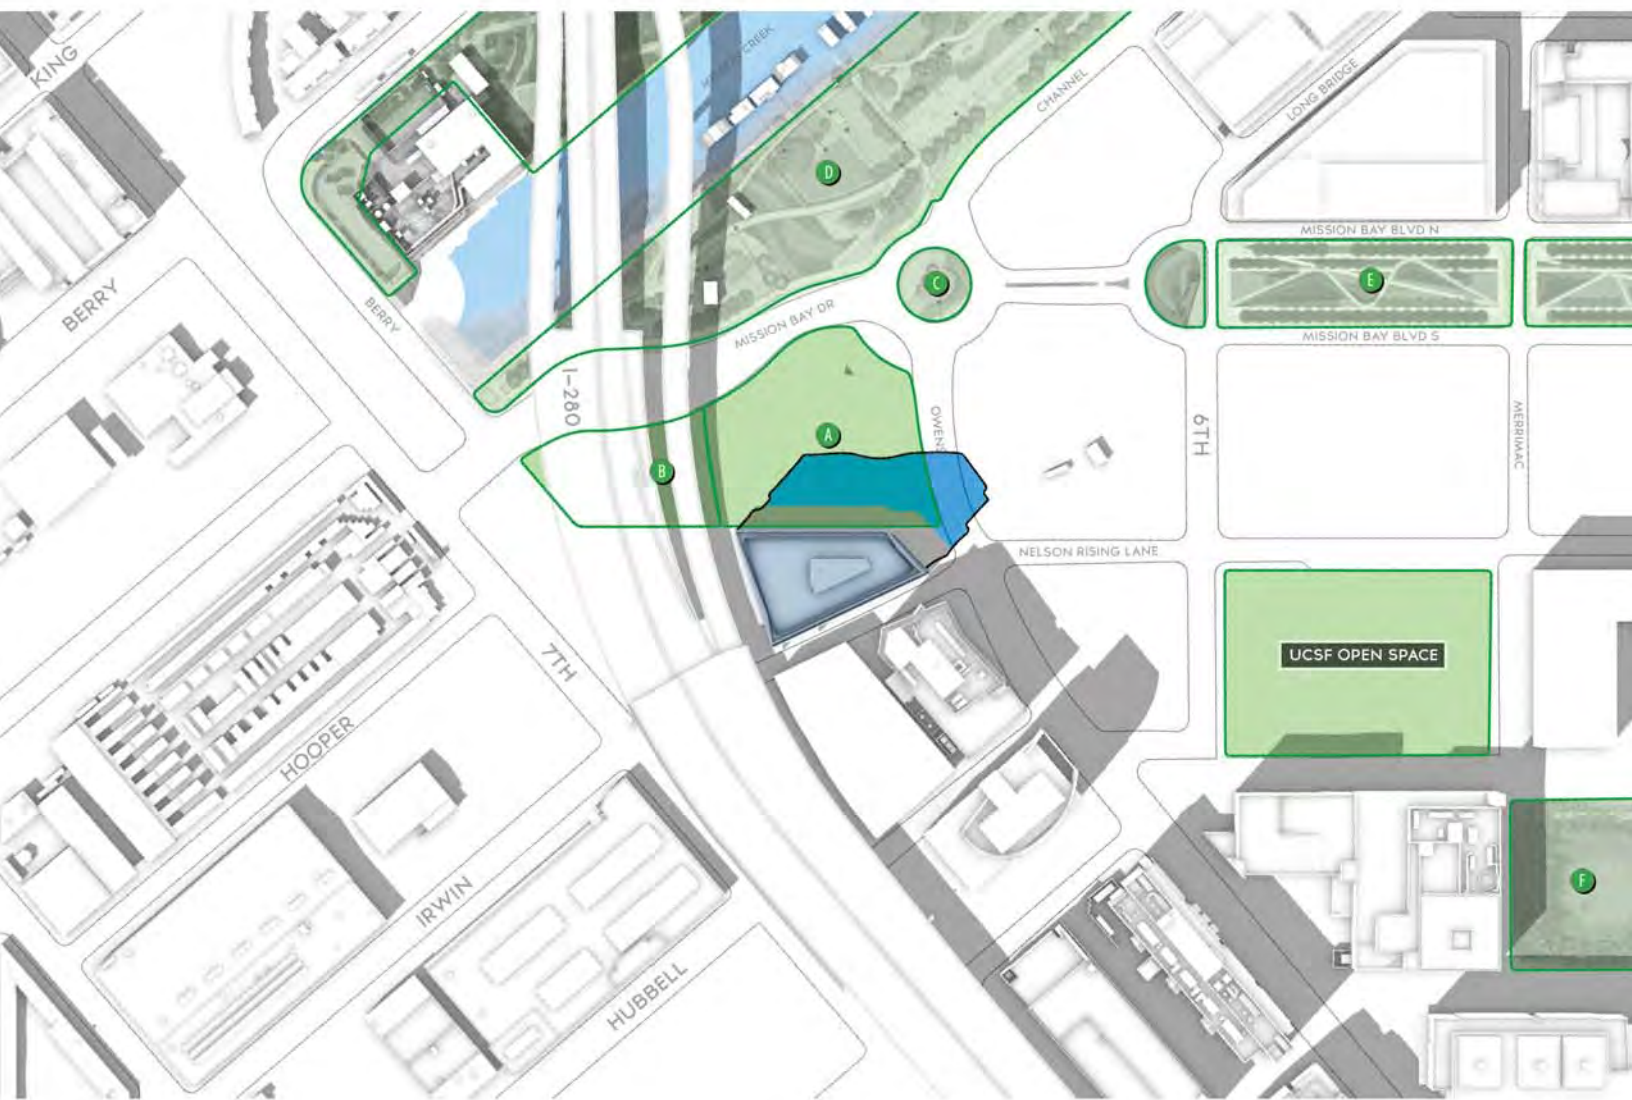 KING
CREEK
CHANNEL
LONG BRIDGE
D
MISSION BAY BLVD N
BERRY
BERRY
C
E
MISSION BAY DR
MISSION BAY BLVD S
I-280
OWENS
6TH
MERRIMAC
A
B
NELSON RISING LANE
7TH
UCSF OPEN SPACE
HOOPER
IRWIN
F
HUBBELL